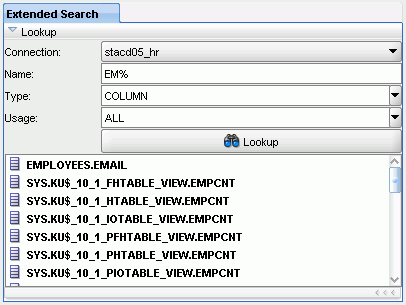 Extended Search
Lookup
Connection: stacd05_hr
Name: EM%
Type: COLUMN
Usage: ALL
Lookup
EMPLOYEES.EMAIL
SYS.KU$_10_1_FHTABLE_VIEW.EMPCNT
SYS.KU$_10_1_HTABLE_VIEW.EMPCNT
SYS.KU$_10_1_IOTABLE_VIEW.EMPCNT
SYS.KU$_10_1_PFHTABLE_VIEW.EMPCNT
SYS.KU$_10_1_PHTABLE_VIEW.EMPCNT
SYS.KU$_10_1_PIOTABLE_VIEW.EMPCNT